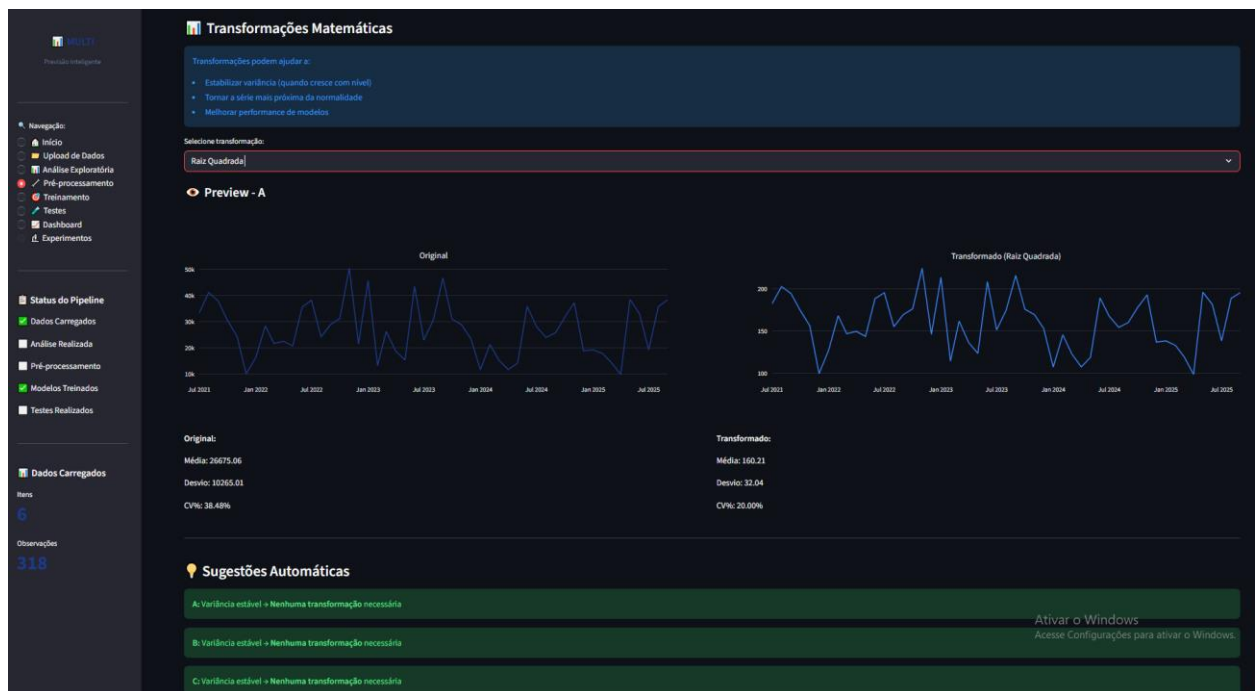 MULTI
Previsão Inteligente
Navegação:
Início
Upload de Dados
Análise Exploratória
Pré-processamento
Treinamento
Testes
Dashboard
Experimentos
Status do Pipeline
Dados Carregados
Análise Realizada
Pré-processamento
Modelos Treinados
Testes Realizados
Dados Carregados
Itens
6
Observações
318
Transformações Matemáticas
Transformações podem ajudar a:
• Estabilizar variância (quando cresce com nível)
• Tornar a série mais próxima da normalidade
• Melhorar performance de modelos
Selecione transformação:
Raiz Quadrada
Preview - A
Original
50k
40k
30k
20k
10k
Jul 2021 Jan 2022 Jul 2022 Jan 2023 Jul 2023 Jan 2024 Jul 2024 Jan 2025 Jul 2025
Transformado (Raiz Quadrada)
200
150
100
Jul 2021 Jan 2022 Jul 2022 Jan 2023 Jul 2023 Jan 2024 Jul 2024 Jan 2025 Jul 2025
Original:
Média: 26675.06
Desvio: 10265.01
CV%: 38.48%
Transformado:
Média: 160.21
Desvio: 32.04
CV%: 20.00%
Sugestões Automáticas
A: Variância estável → Nenhuma transformação necessária
B: Variância estável → Nenhuma transformação necessária
C: Variância estável → Nenhuma transformação necessária
Ativar o Windows
Acesse Configurações para ativar o Windows.